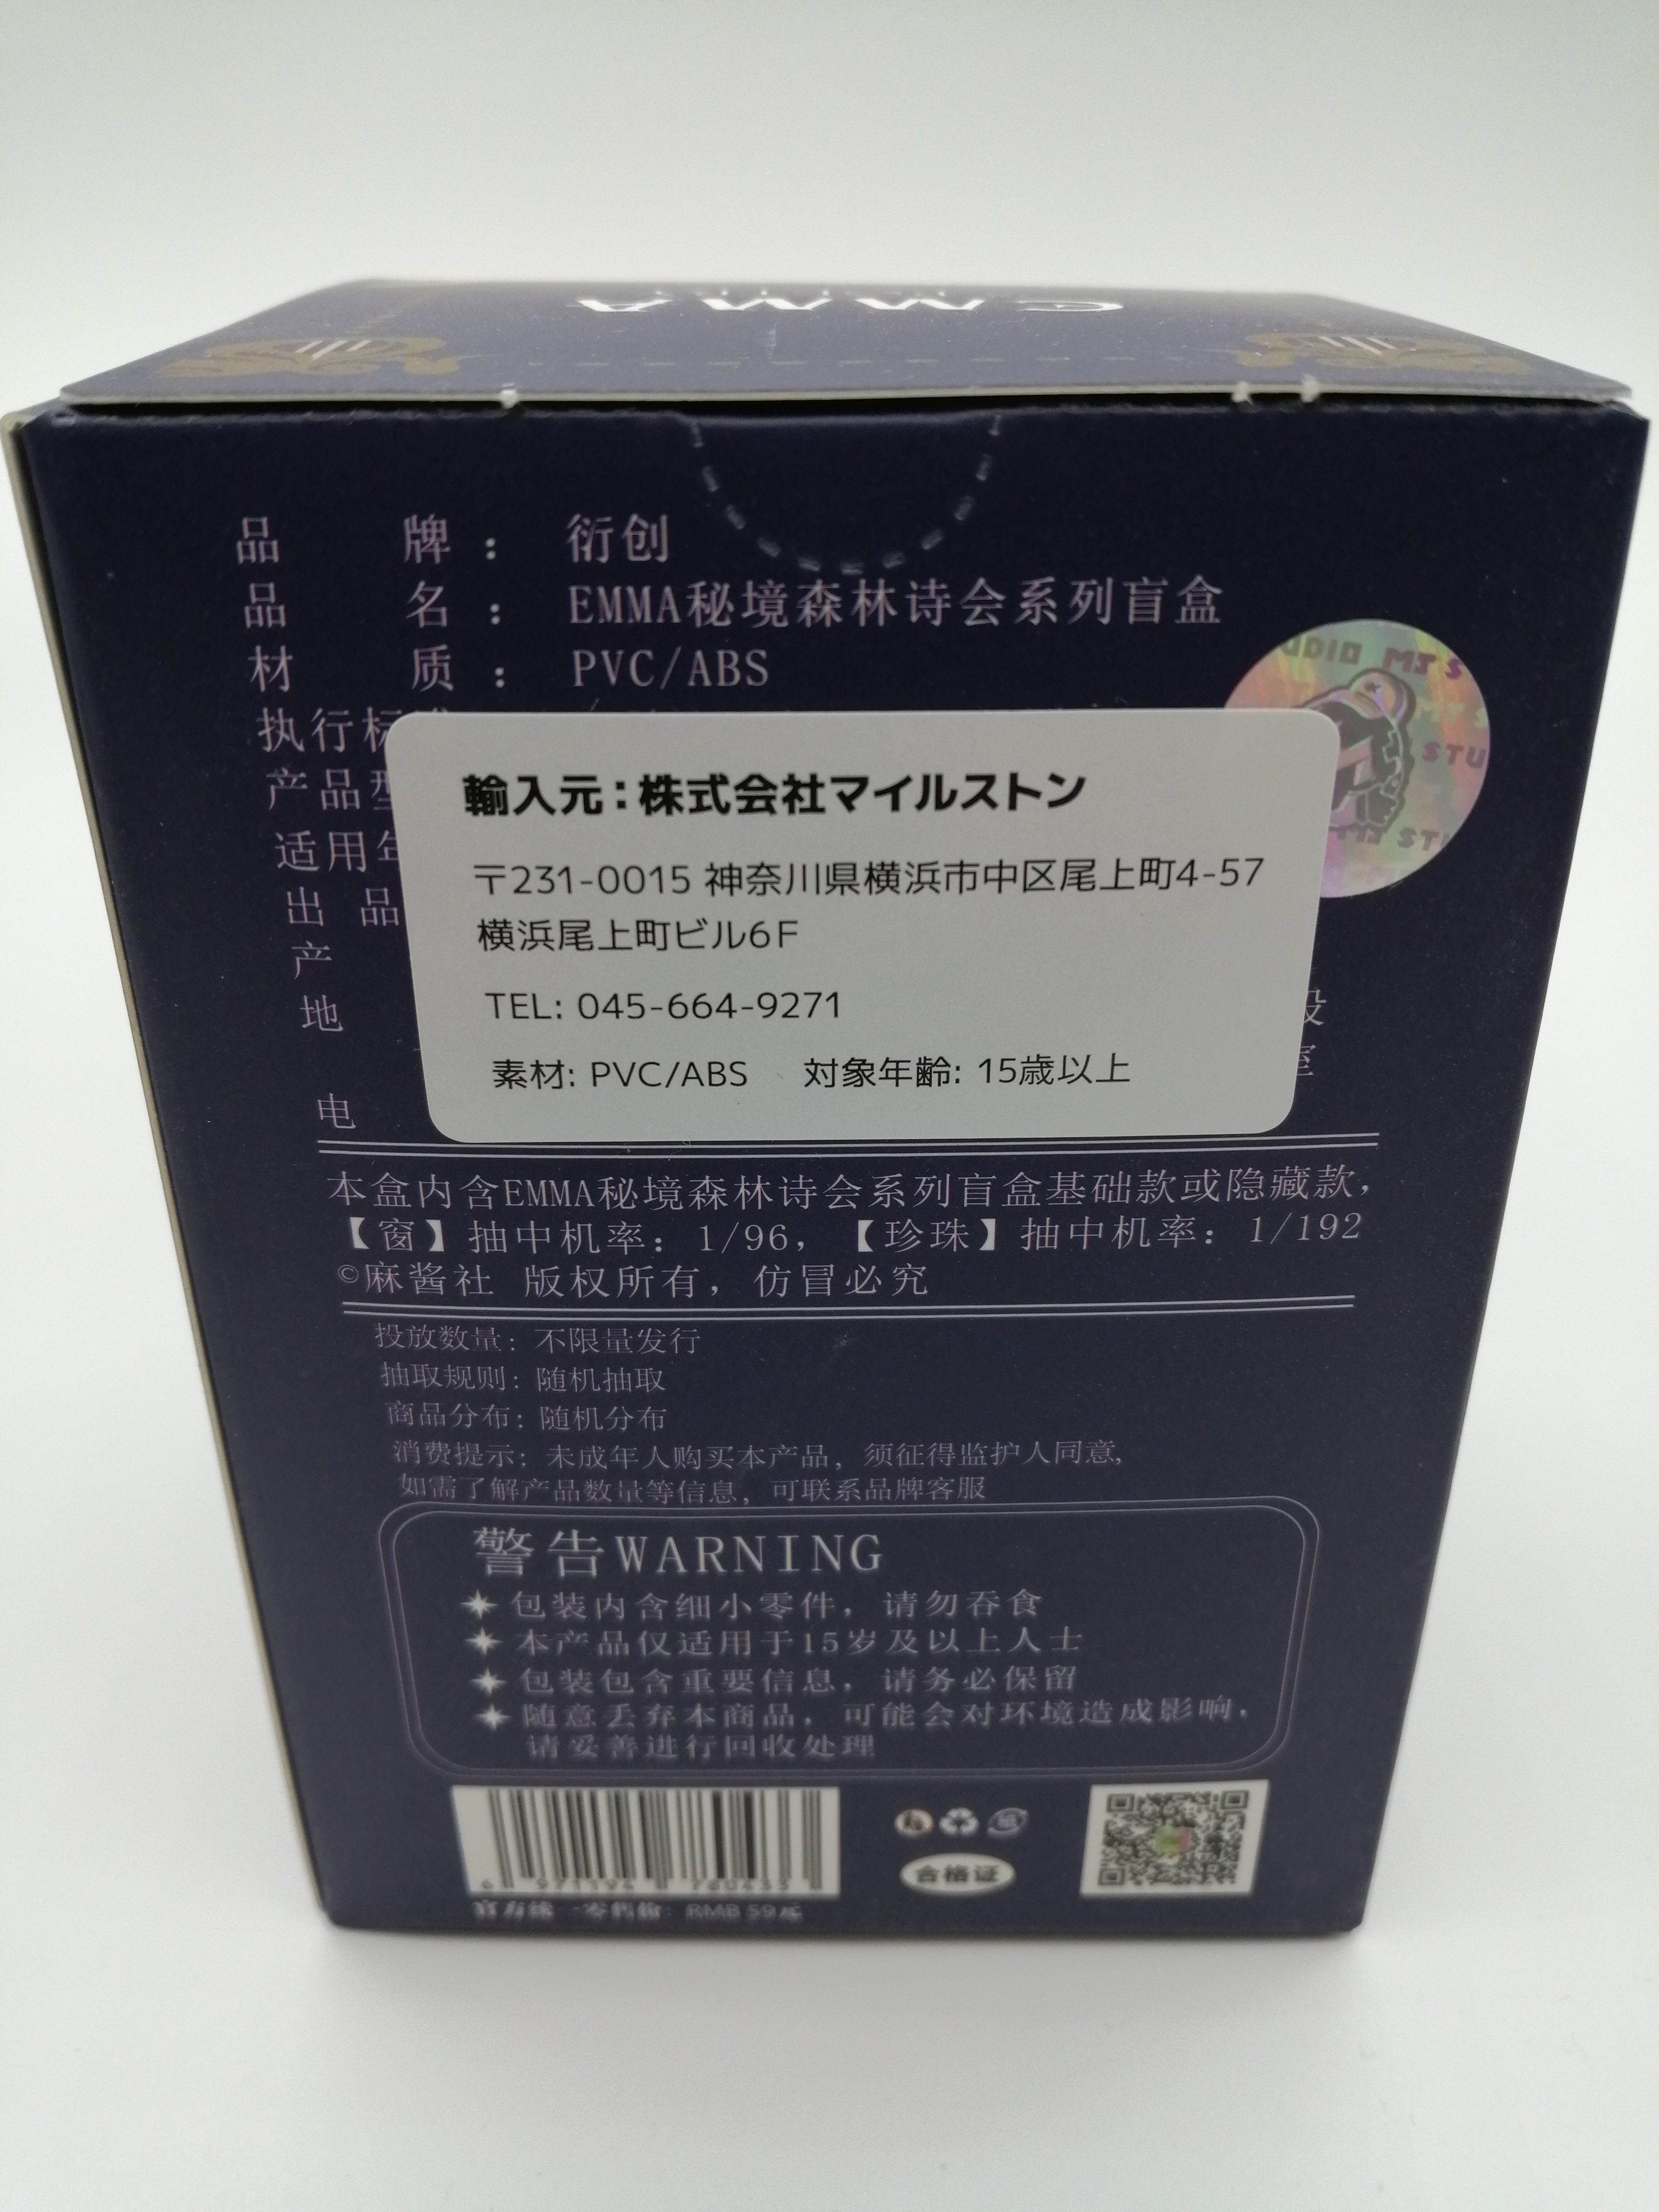 EMMA
品 牌： 衍创
品 名： EMMA秘境森林诗会系列盲盒
材 质： PVC/ABS
执行标
产品型
适用年
出 品
产
地
电
輸入元：株式会社マイルストン
〒231-0015 神奈川県横浜市中区尾上町4-57
横浜尾上町ビル6F
TEL: 045-664-9271
素材: PVC/ABS 対象年齢: 15歳以上
UDIO MJ S
STU
STU
本盒内含EMMA秘境森林诗会系列盲盒基础款或隐藏款，
【窗】抽中机率：1/96，【珍珠】抽中机率：1/192
©麻酱社 版权所有，仿冒必究
投放数量：不限量发行
抽取规则：随机抽取
商品分布：随机分布
消费提示：未成年人购买本产品，须征得监护人同意，
如需了解产品数量等信息，可联系品牌客服
警告WARNING
包装内含细小零件，请勿吞食
本产品仅适用于15岁及以上人士
包装包含重要信息，请务必保留
随意丢弃本商品，可能会对环境造成影响，
请妥善进行回收处理
合格证
官方统一零售价：RMB 59元